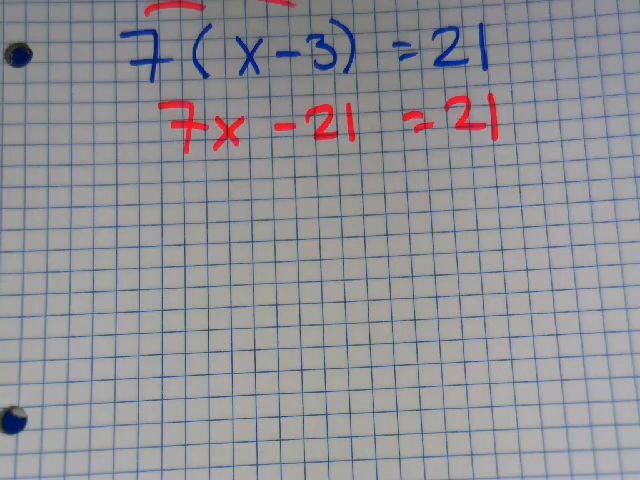 7(x-3) = 21
7x - 21 = 21